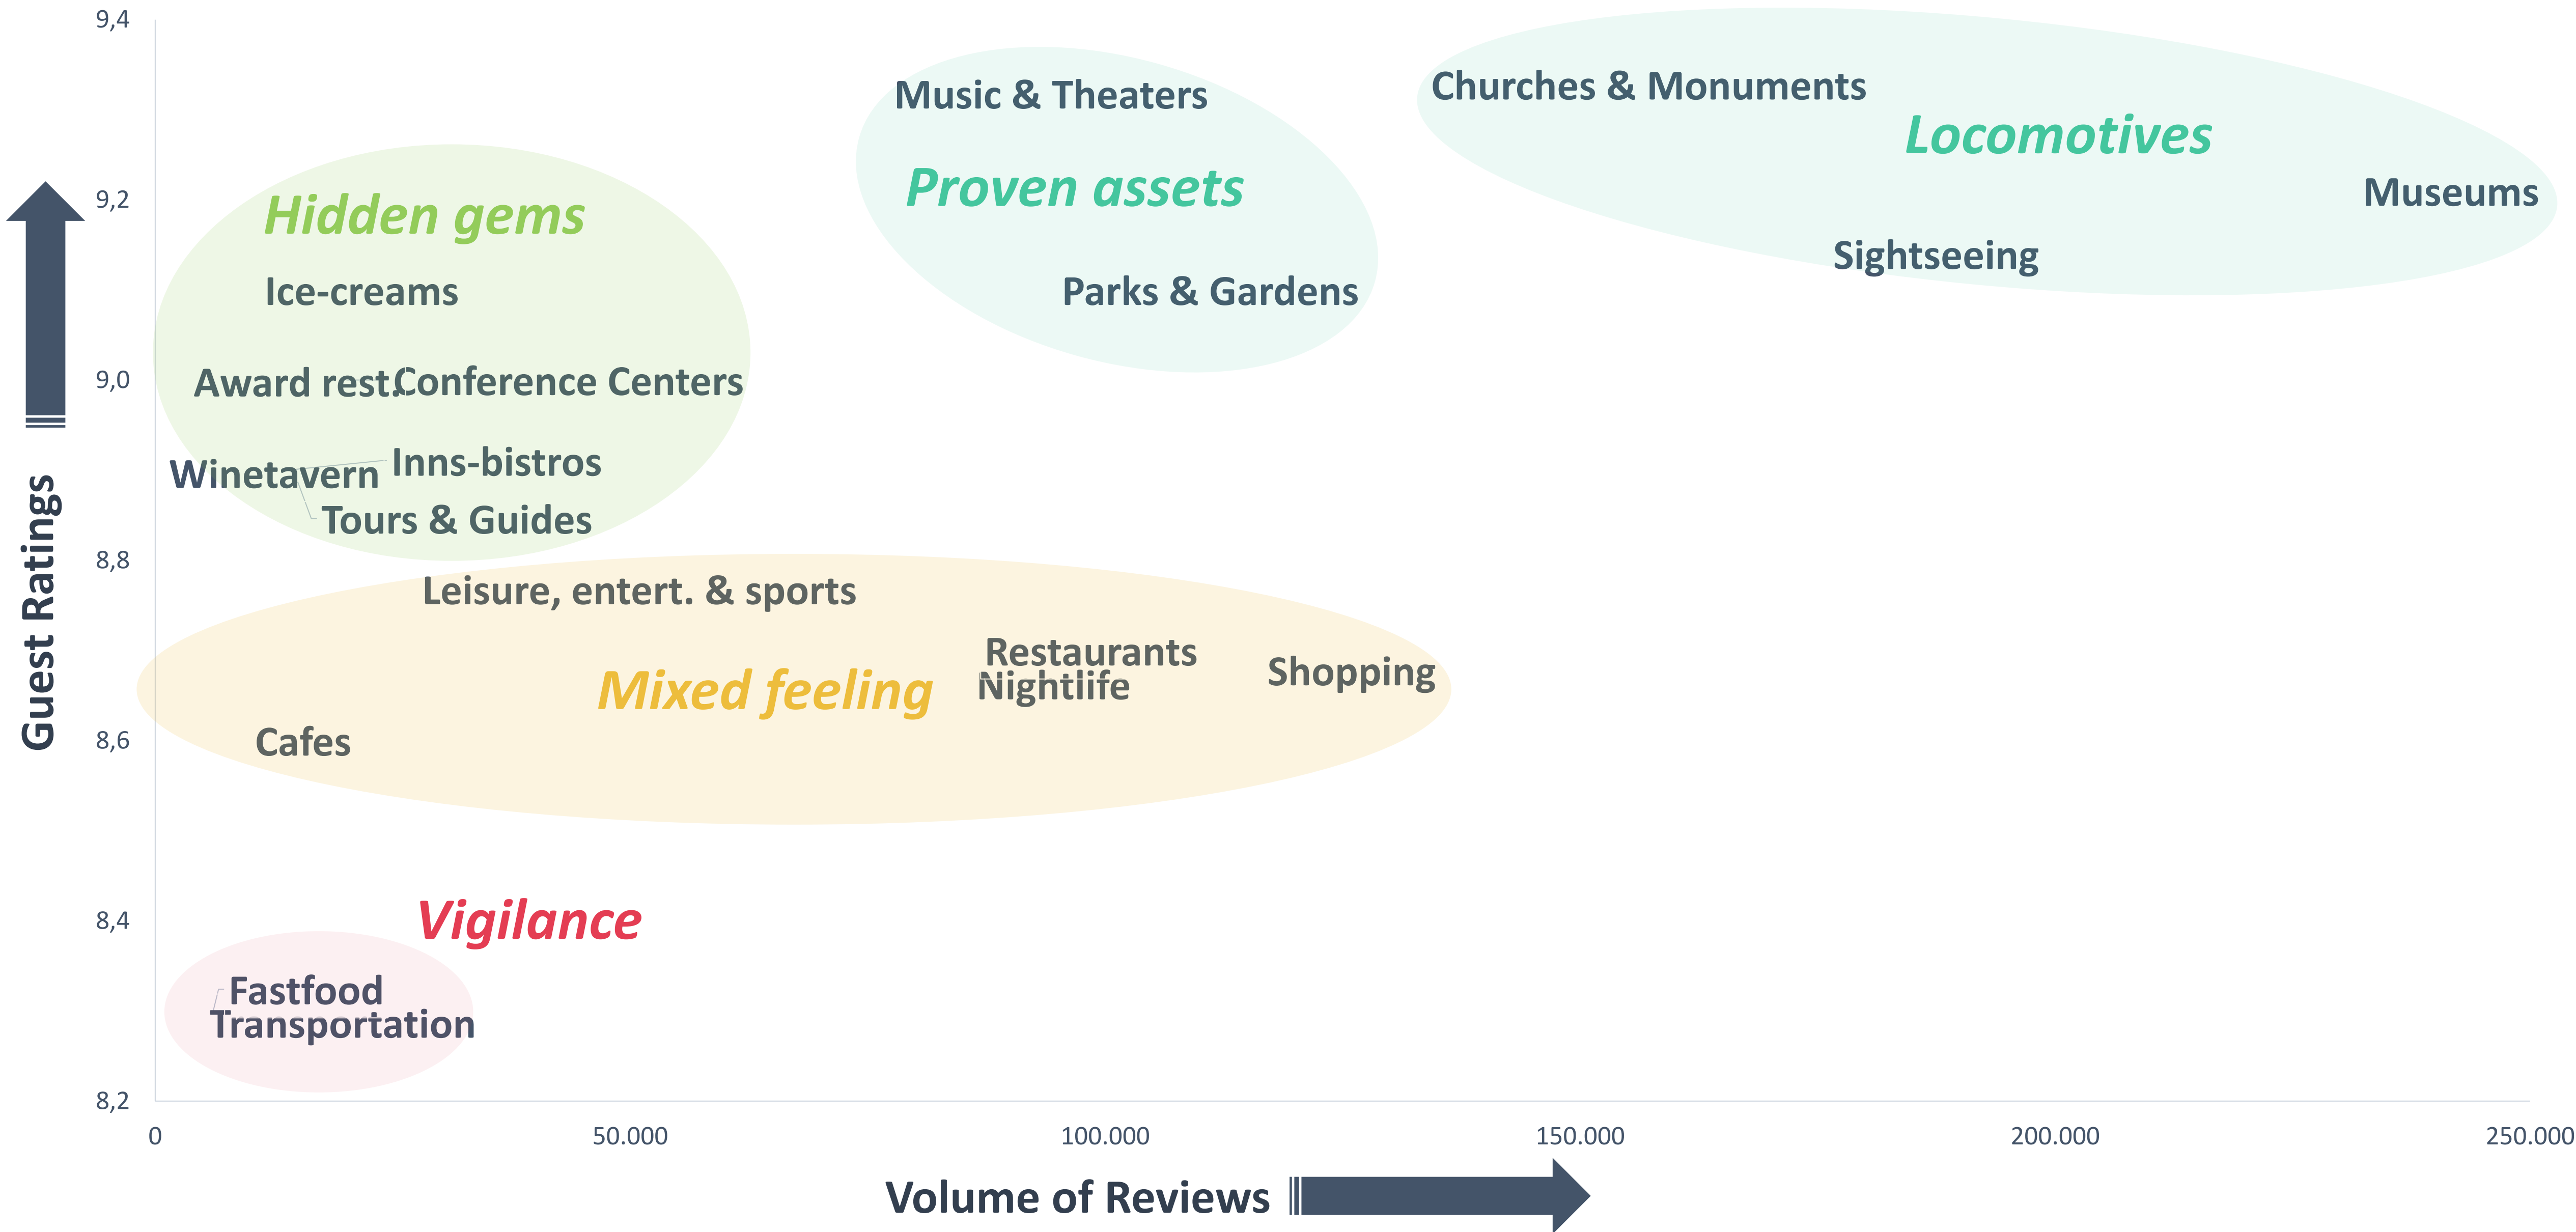 9,4
Music & Theaters
Churches & Monuments
Locomotives
Proven assets
9,2
Museums
Hidden gems
Sightseeing
Ice-creams
Parks & Gardens
9,0
Award rest.
Conference Centers
Inns-bistros
Winetavern
Tours & Guides
8,8
Leisure, entert. & sports
Guest Ratings
Restaurants
Shopping
Nightlife
Mixed feeling
8,6
Cafes
8,4
Vigilance
Fastfood
Transportation
8,2
0
50.000
100.000
150.000
200.000
250.000
Volume of Reviews